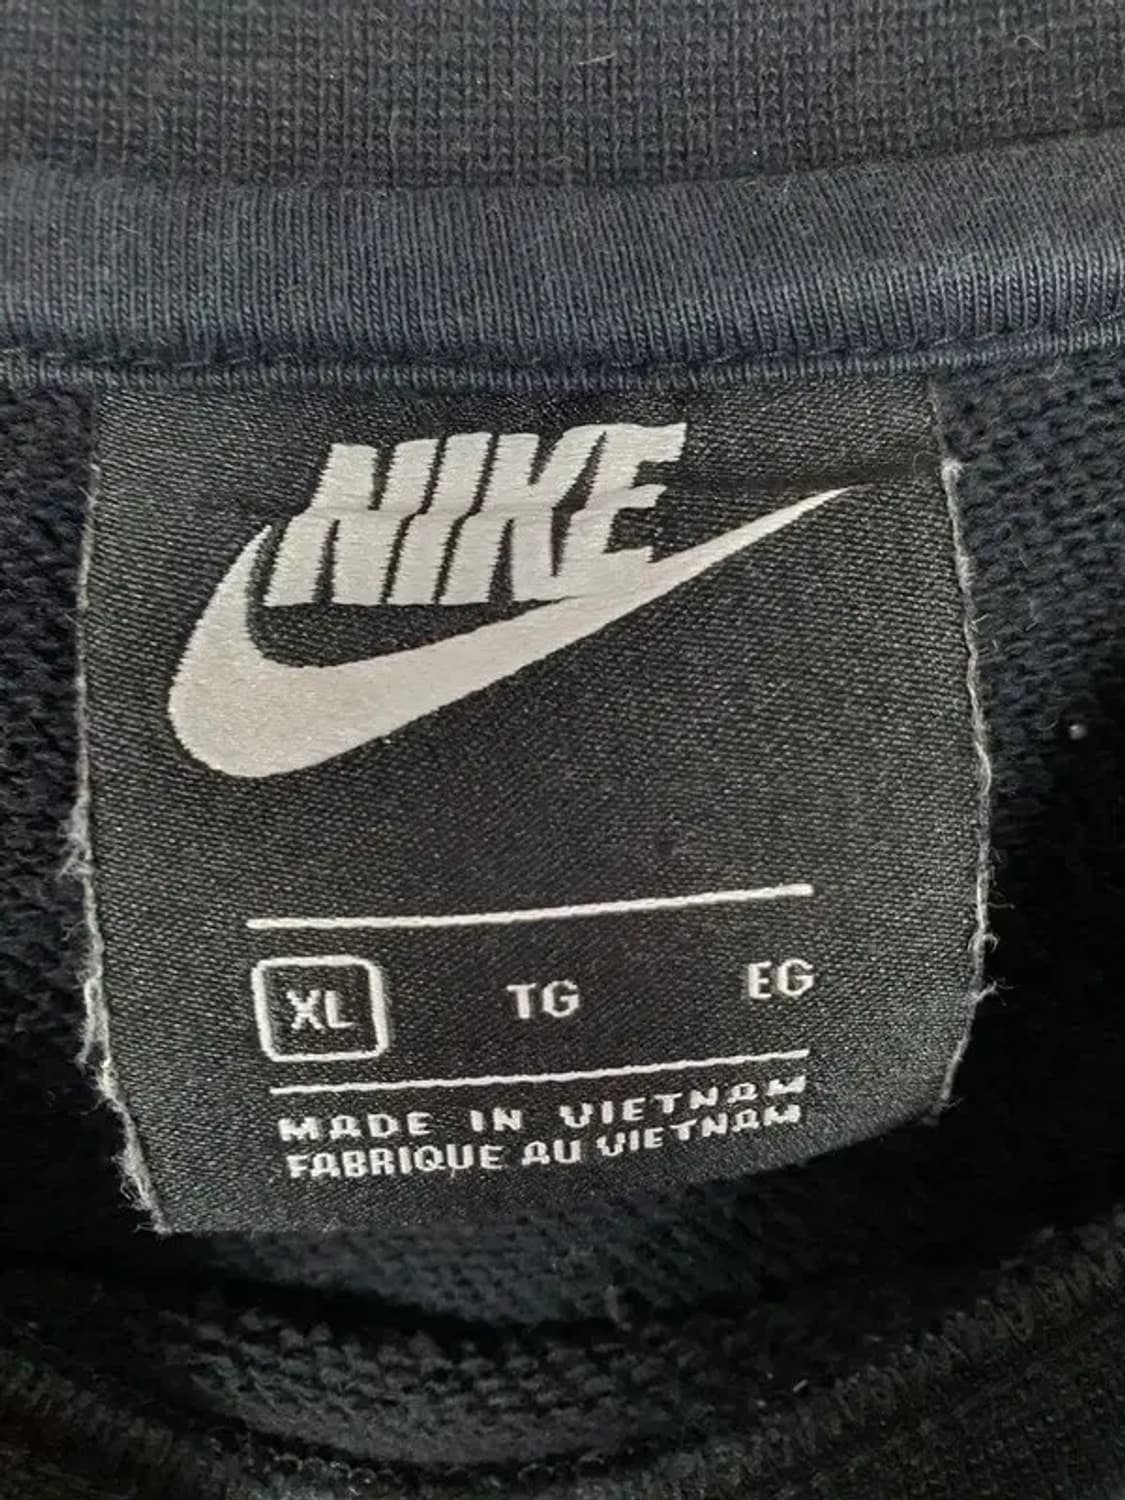 NIKE
XL TG EG
MADE IN VIETNAM
FABRIQUE AU VIETNAM